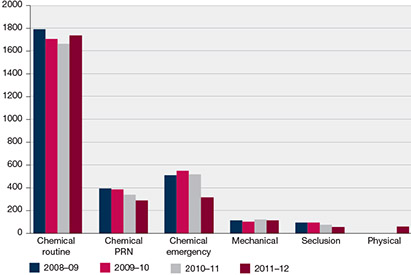 2000
1800
1600
1400
1200
1000
800
600
400
200
0
Chemical routine
Chemical PRN
Chemical emergency
Mechanical
Seclusion
Physical
2008–09
2009–10
2010–11
2011–12